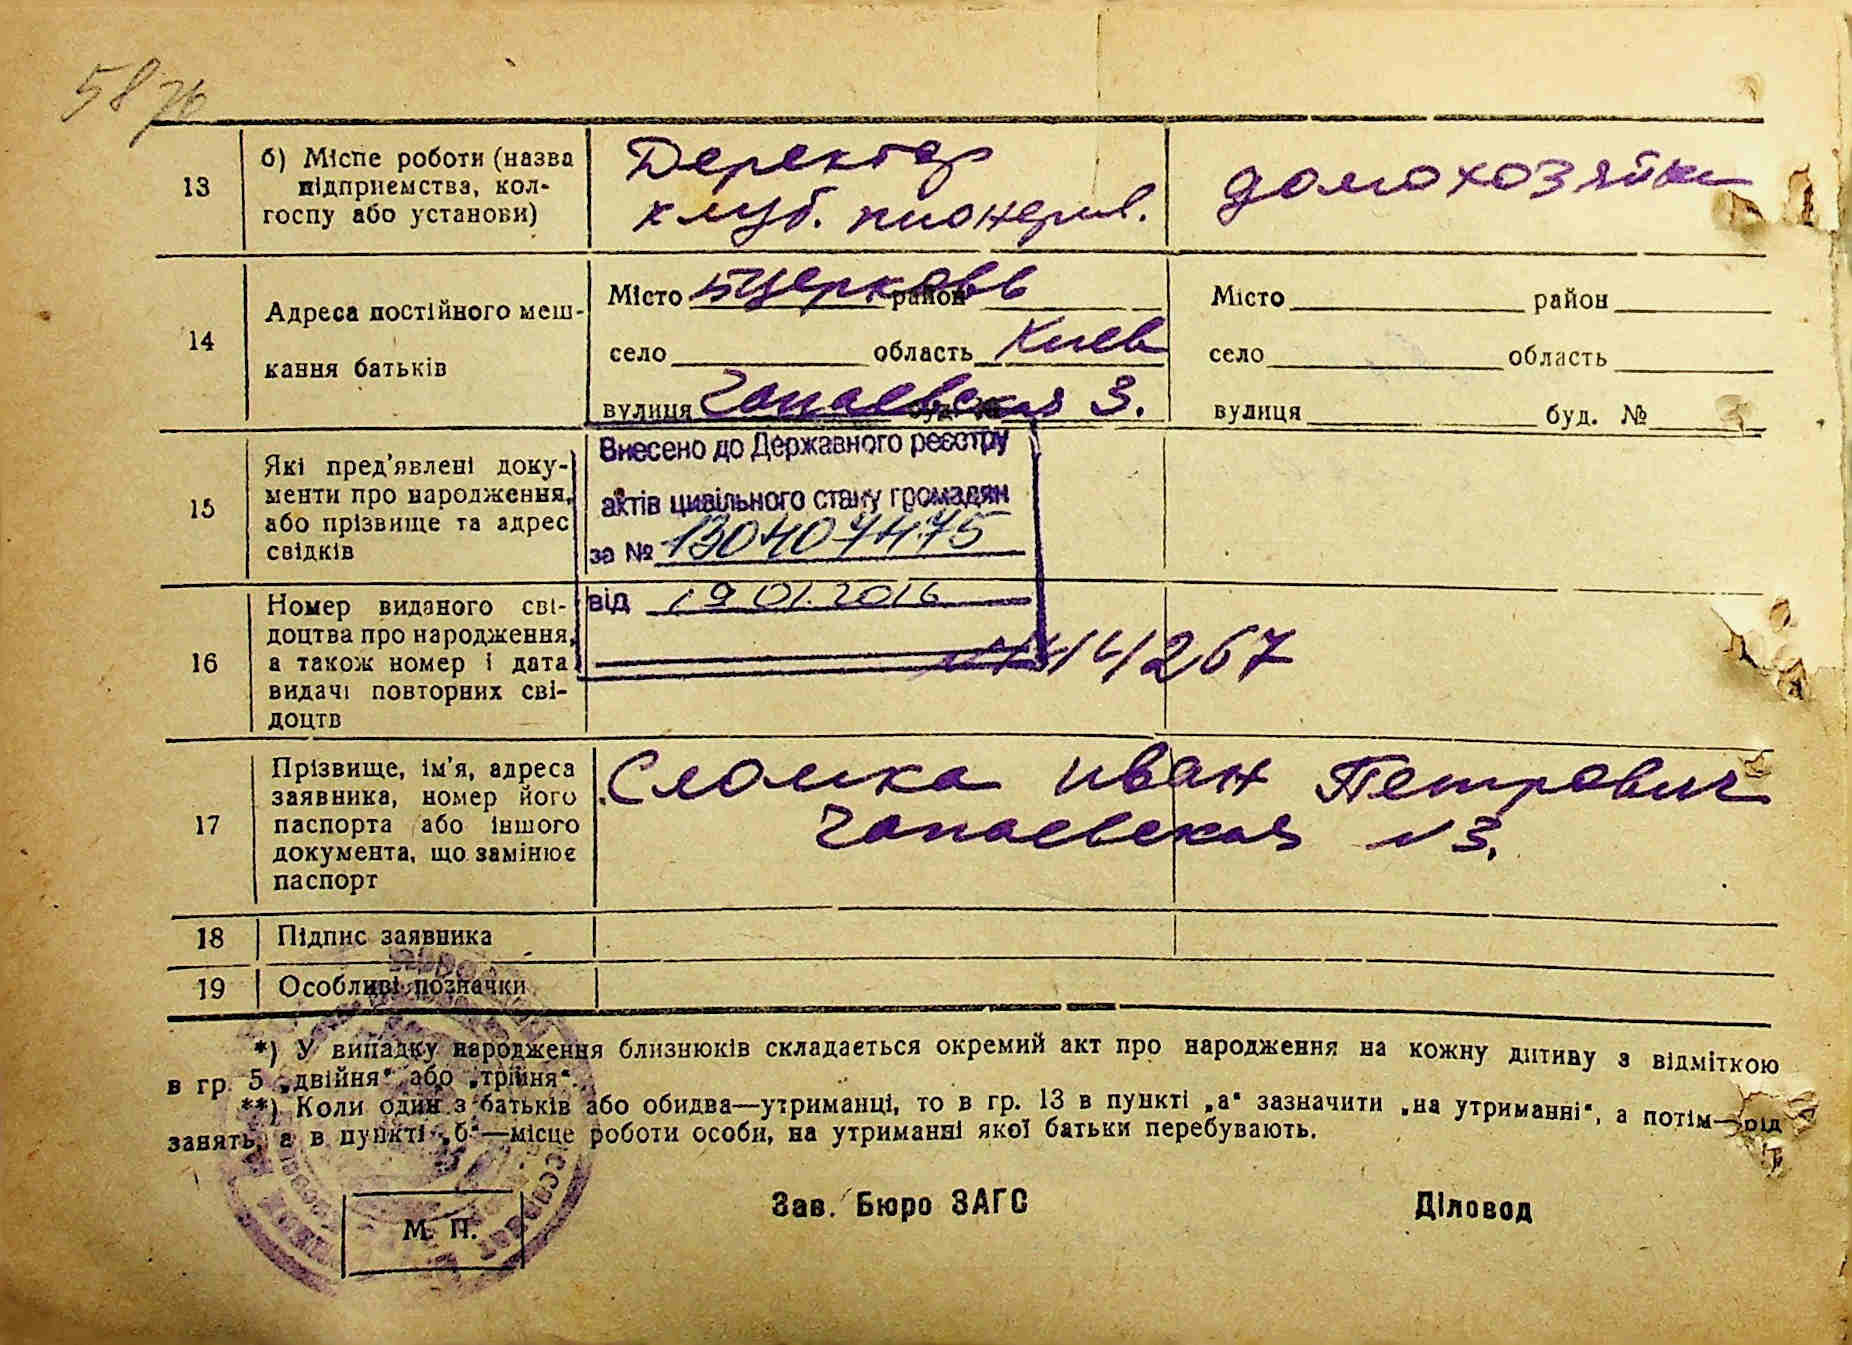 58
13
б) Місце роботи (назва
підприємства, кол-
госпу або установи)
Деректор
клуб. пионерив.
домохозяйка
14
Адреса постійного меш-
кання батьків
Місто Бцерковь район
село область Киев
вулиця Чапаевская буд. № 3.
Місто район
село область
вулиця буд. №
15
Які пред'явлені доку-
менти про народження,
або прізвище та адрес
свідків
Внесено до Державного реєстру
актів цивільного стану громадян
за № 130407475
від 19 01. 2016
16
Номер виданого сві-
доцтва про народження,
а також номер і дата
видачі повторних сві-
доцтв
267
17
Прізвище, ім'я, адреса
заявника, номер його
паспорта або іншого
документа, що замінює
паспорт
Сломка иван Петрович
Чапаевская N 3.
18
Підпис заявника
19
Особливі позначки
*) У випадку народження близнюків складається окремий акт про народження на кожну дитину з відміткою
в гр. 5 „двійня“ або „трійня“.
**) Коли один з батьків або обидва—утриманці, то в гр. 13 в пункті „а“ зазначити „на утриманні“, а потім—рід
занять, а в пункті „б“—місце роботи особи, на утриманні якої батьки перебувають.
М. П.
Зав. Бюро ЗАГС
Діловод